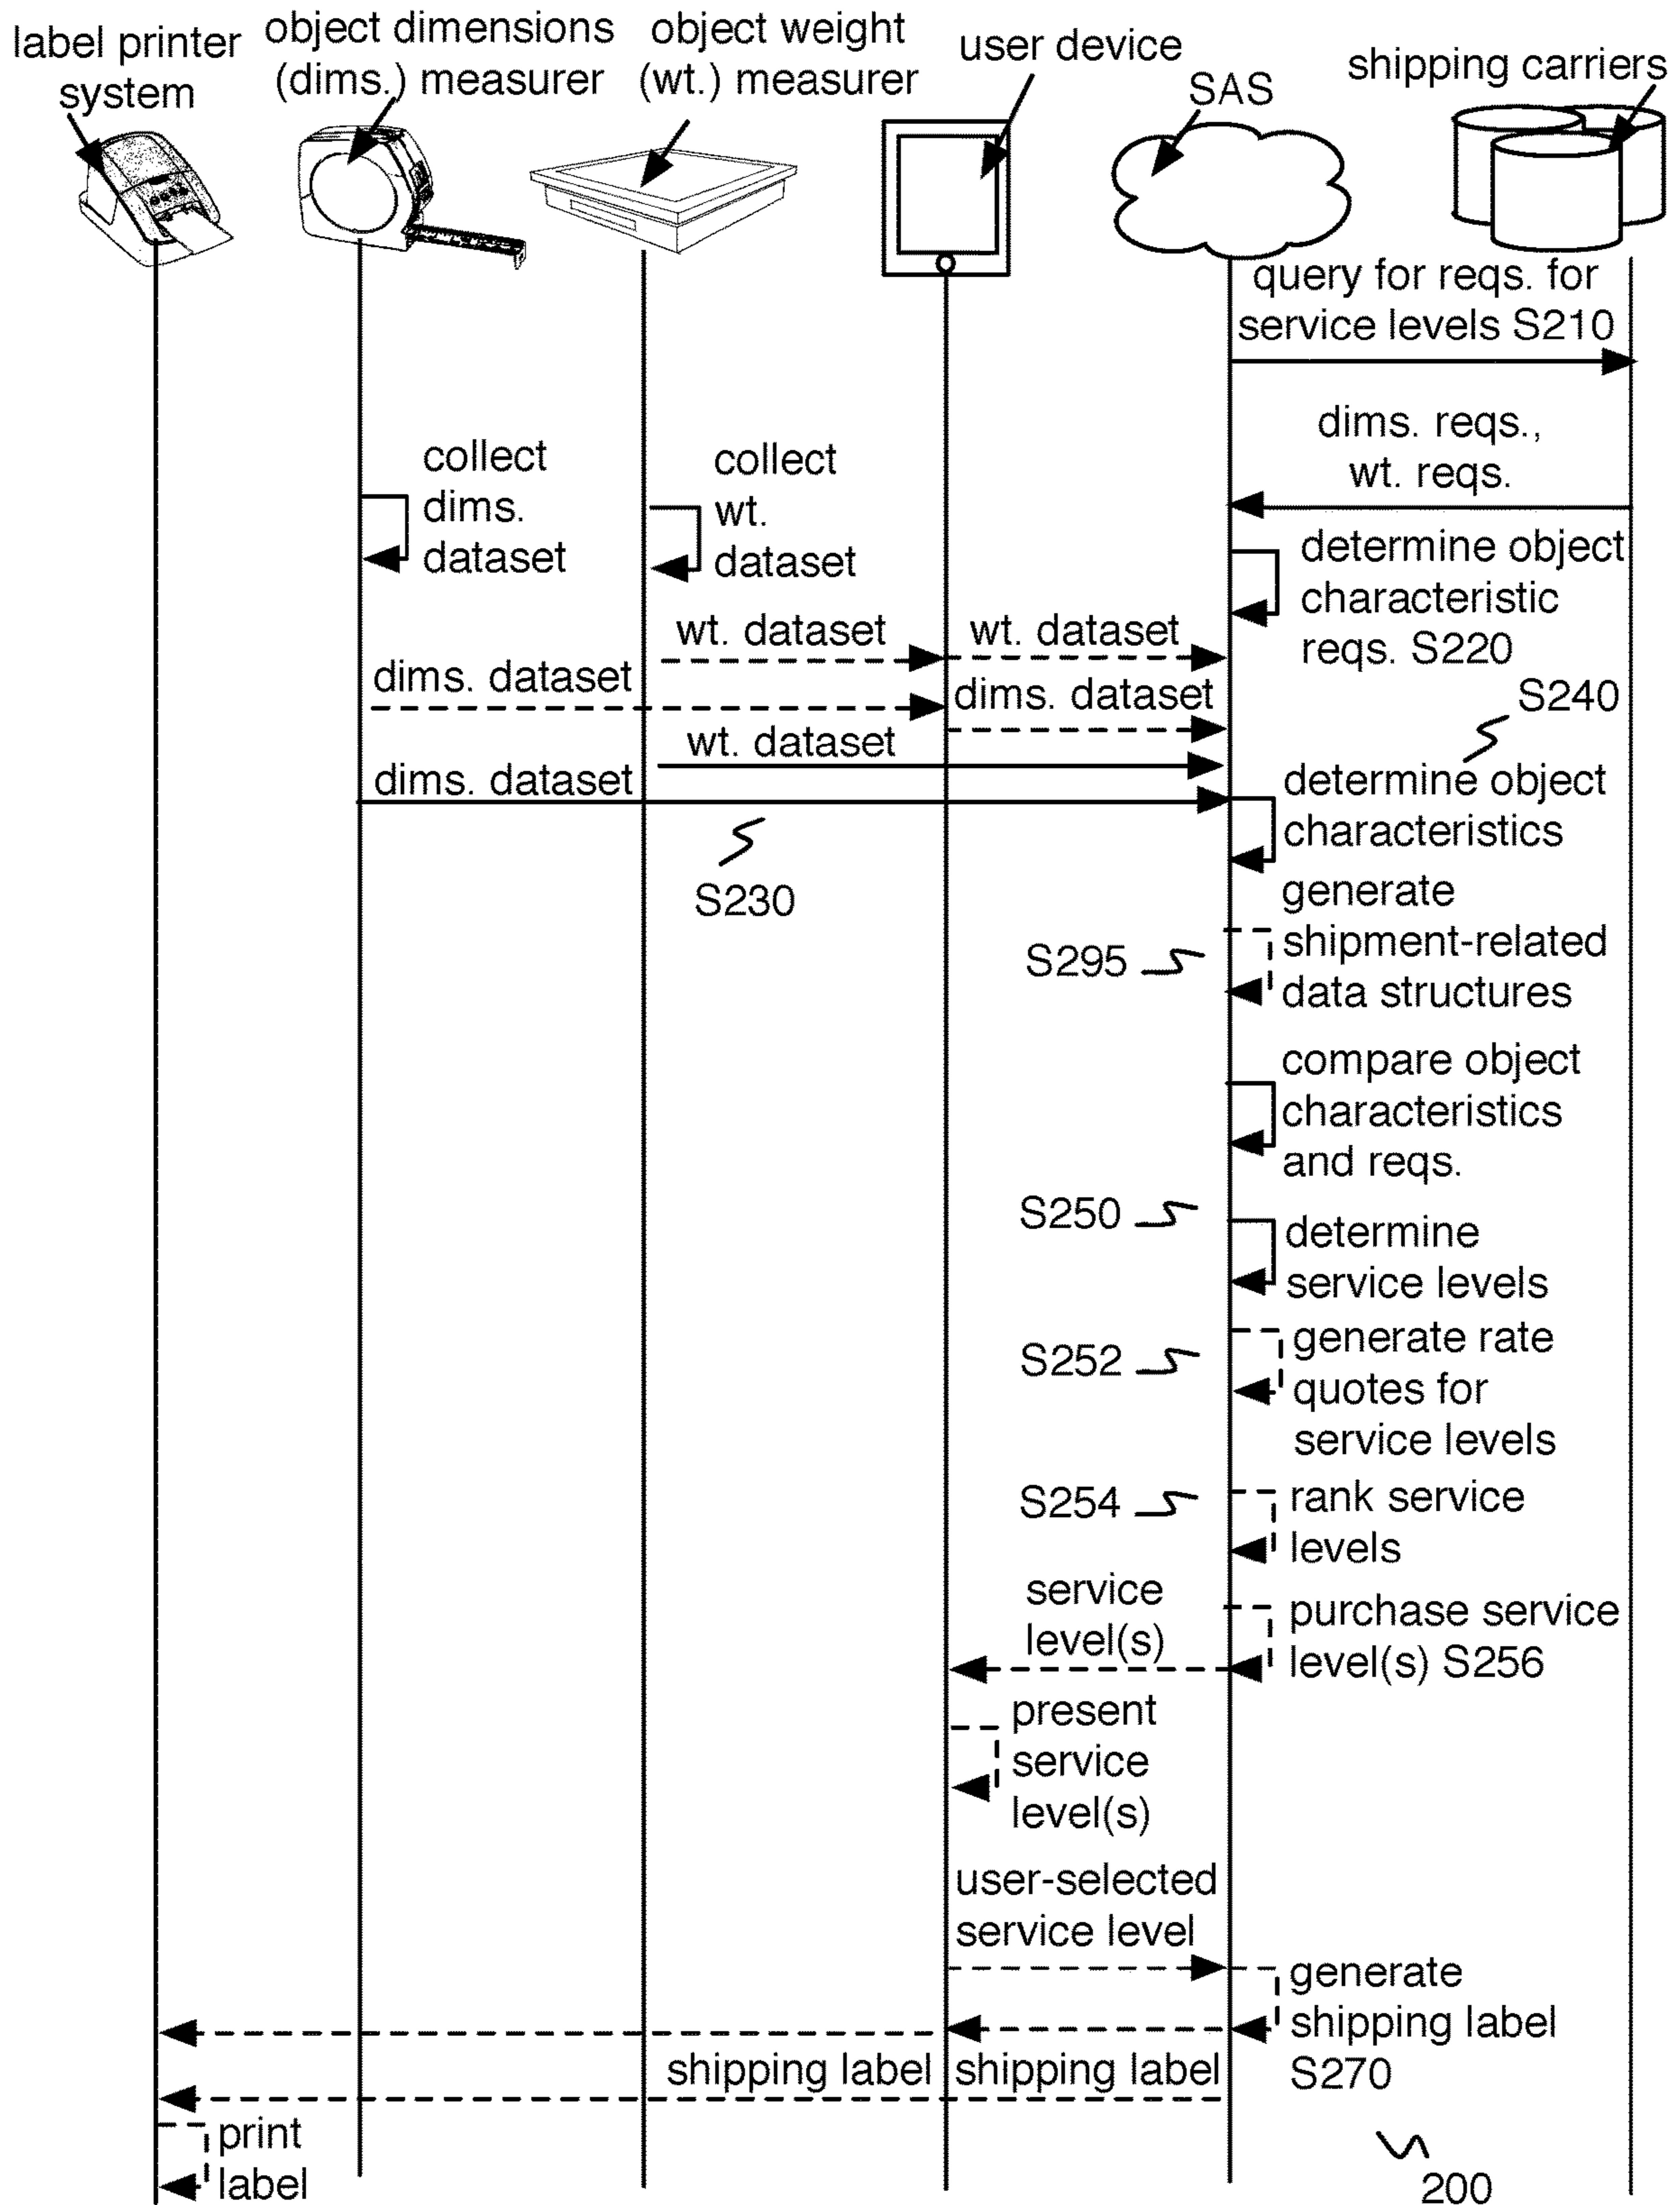 label printer
system
object dimensions
(dims.) measurer
object weight
(wt.) measurer
user device
SAS
shipping carriers
query for reqs. for
service levels S210
dims. reqs.,
wt. reqs.
collect
dims.
dataset
collect
wt.
dataset
determine object
characteristic
reqs. S220
wt. dataset
wt. dataset
dims. dataset
dims. dataset
S240
wt. dataset
dims. dataset
determine object
characteristics
S230
generate
shipment-related
data structures
S295
compare object
characteristics
and reqs.
S250
determine
service levels
S252
generate rate
quotes for
service levels
S254
rank service
levels
service
level(s)
purchase service
level(s) S256
present
service
level(s)
user-selected
service level
generate
shipping label
S270
shipping label
shipping label
print
label
200